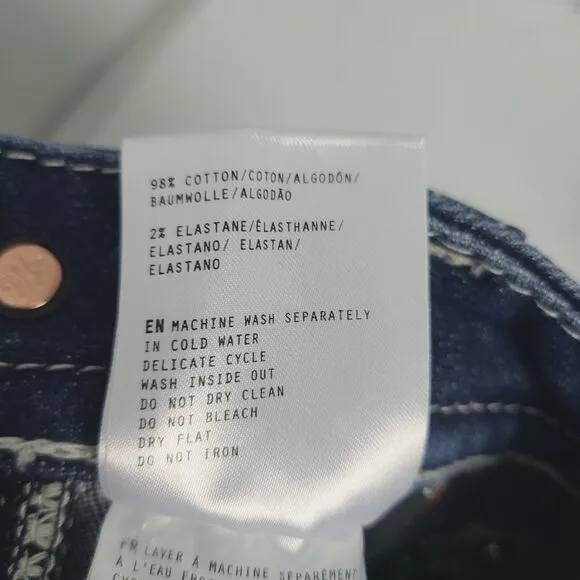 98% COTTON/COTON/ALGODÓN/
BAUMWOLLE/ALGODÃO
2% ELASTANE/ÉLASTHANNE/
ELASTANO/ ELASTAN/
ELASTANO
EN MACHINE WASH SEPARATELY
IN COLD WATER
DELICATE CYCLE
WASH INSIDE OUT
DO NOT DRY CLEAN
DO NOT BLEACH
DRY FLAT
DO NOT IRON
FR LAVER À MACHINE SÉPARÉMENT
À L'EAU